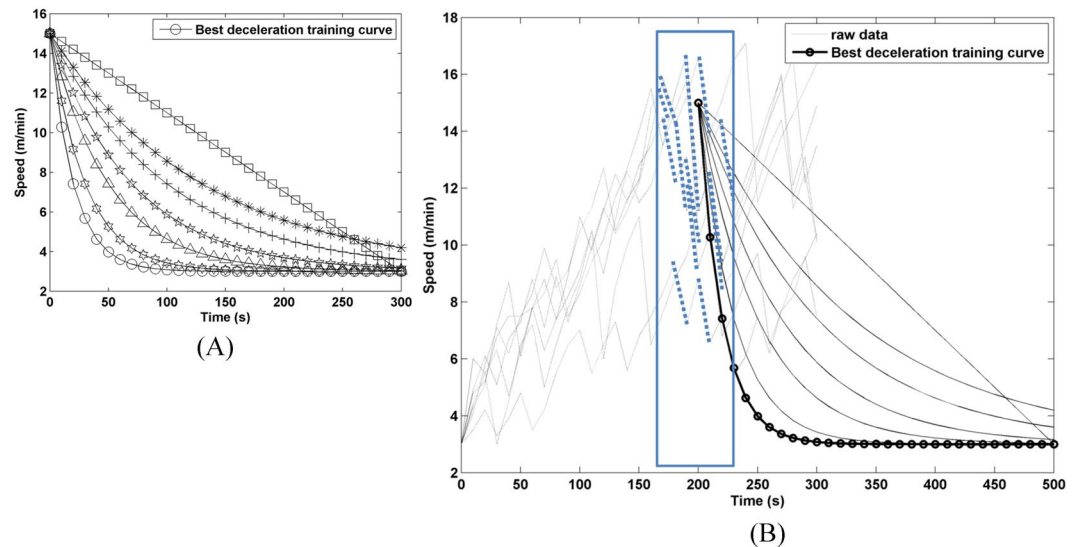 16
14
12
10
8
6
4
2
Speed (m/min)
Best deceleration training curve
0 50 100 150 200 250 300
Time (s)
(A)
18
16
14
12
10
8
6
4
2
Speed (m/min)
raw data
Best deceleration training curve
0 50 100 150 200 250 300 350 400 450 500
Time (s)
(B)